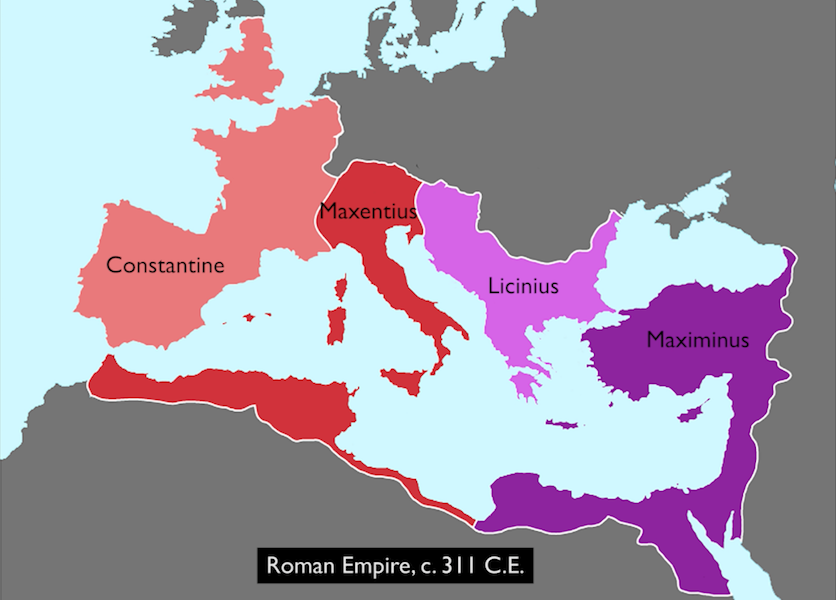 Maxentius
Constantine
Licinius
Maximinus
Roman Empire, c. 311 C.E.